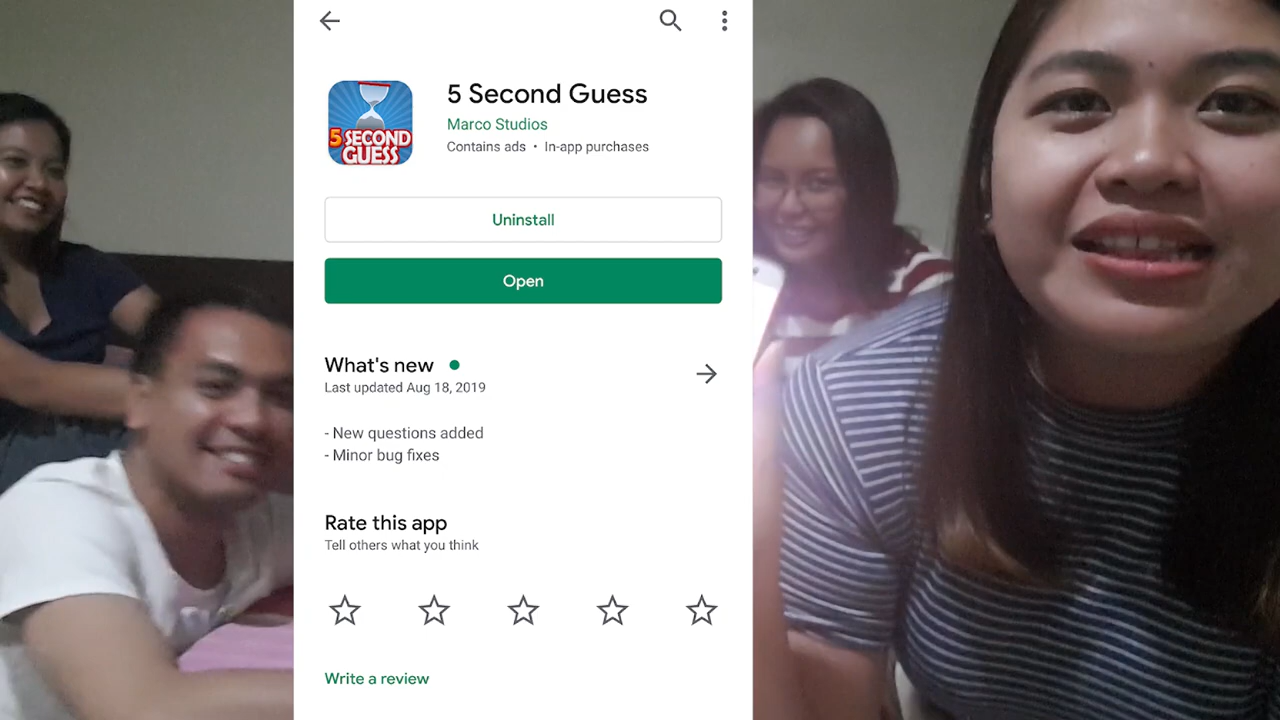 5 SECOND
GUESS
5 Second Guess
Marco Studios
Contains ads • In-app purchases
Uninstall
Open
What's new
Last updated Aug 18, 2019
- New questions added
- Minor bug fixes
Rate this app
Tell others what you think
Write a review